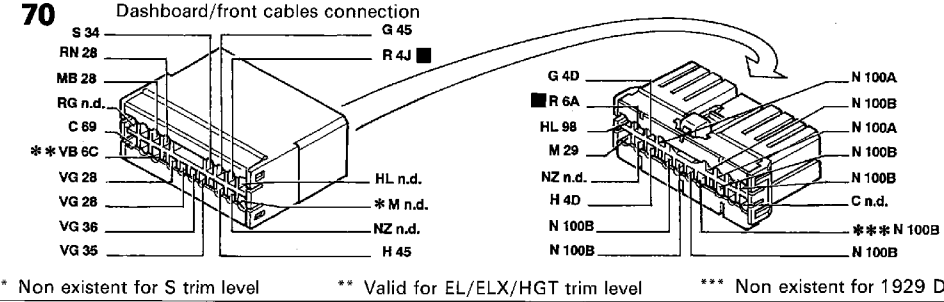 70 Dashboard/front cables connection
S 34
G 45
RN 28
R 4J
MB 28
RG n.d.
C 69
**VB 6C
VG 28
VG 28
VG 36
VG 35
HL n.d.
*M n.d.
NZ n.d.
H 45
G 4D
R 6A
HL 98
M 29
NZ n.d.
H 4D
N 100B
N 100B
N 100A
N 100B
N 100A
N 100B
N 100B
C n.d.
***N 100B
N 100B
* Non existent for S trim level ** Valid for EL/ELX/HGT trim level *** Non existent for 1929 D